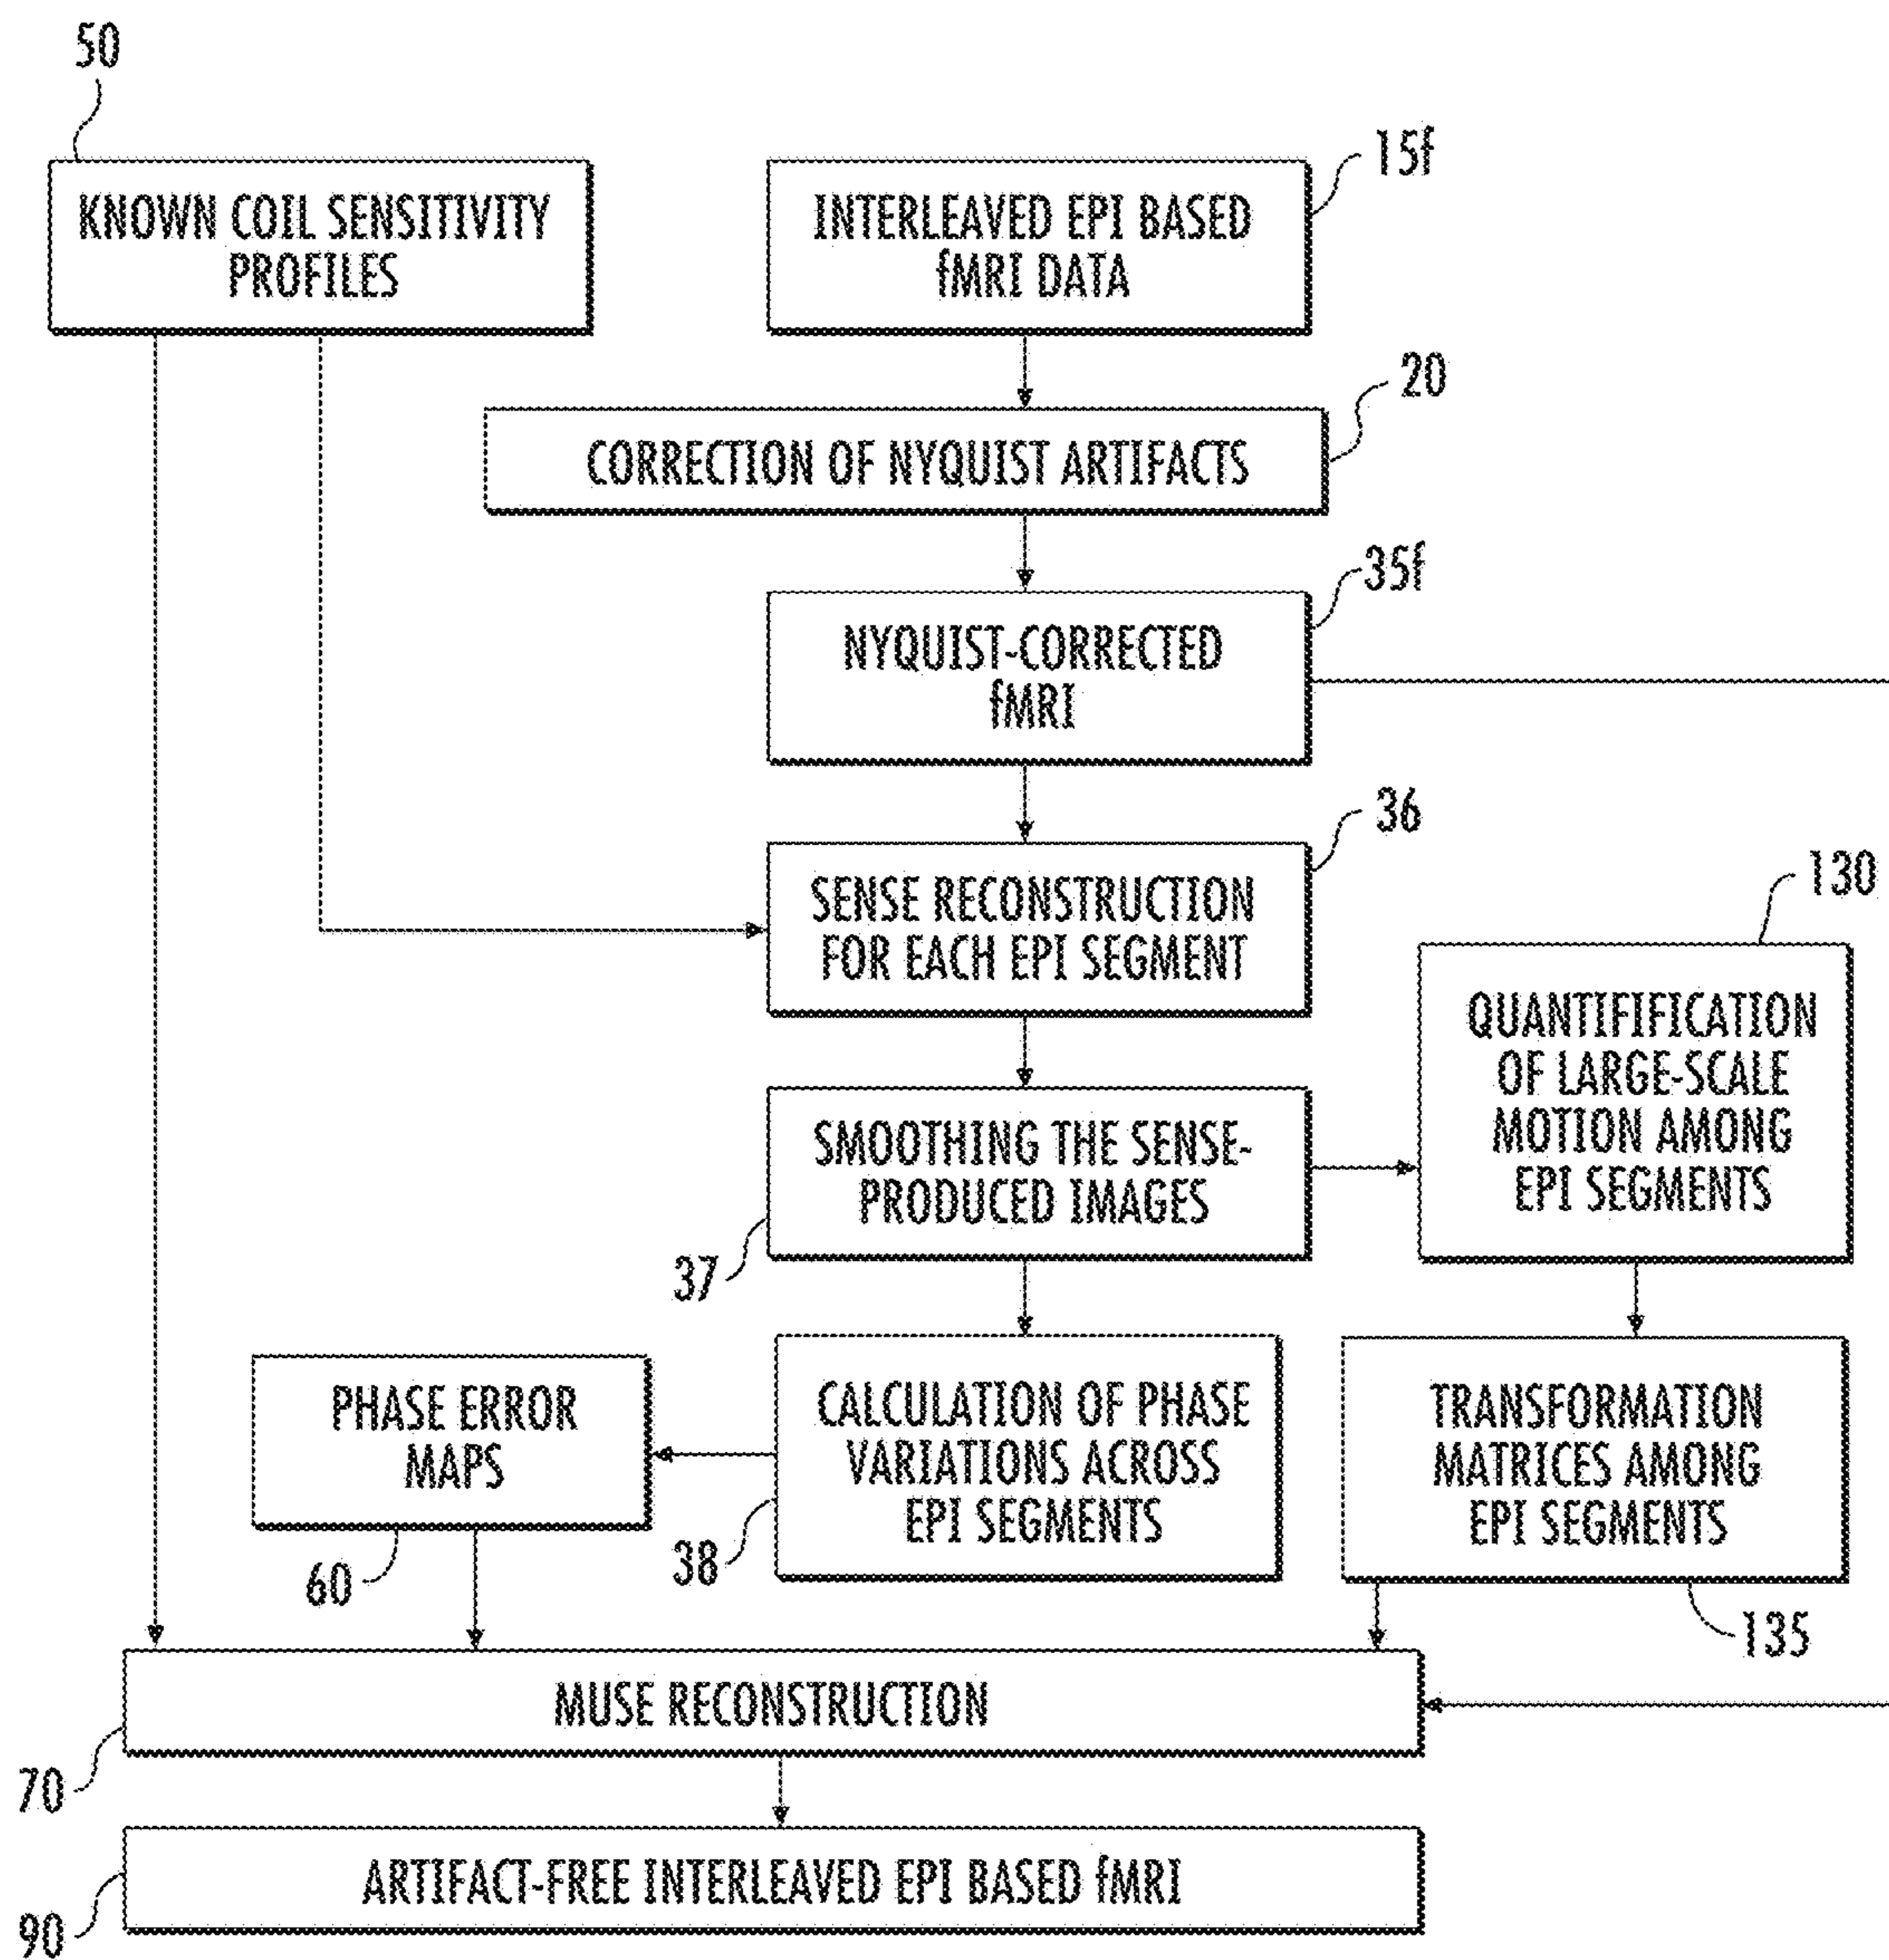 50
KNOWN COIL SENSITIVITY
PROFILES
15f
INTERLEAVED EPI BASED
fMRI DATA
20
CORRECTION OF NYQUIST ARTIFACTS
35f
NYQUIST-CORRECTED
fMRI
36
SENSE RECONSTRUCTION
FOR EACH EPI SEGMENT
130
QUANTIFIFICATION
OF LARGE-SCALE
MOTION AMONG
EPI SEGMENTS
SMOOTHING THE SENSE-
PRODUCED IMAGES
37
PHASE ERROR
MAPS
60
CALCULATION OF PHASE
VARIATIONS ACROSS
EPI SEGMENTS
38
TRANSFORMATION
MATRICES AMONG
EPI SEGMENTS
135
MUSE RECONSTRUCTION
70
ARTIFACT-FREE INTERLEAVED EPI BASED fMRI
90